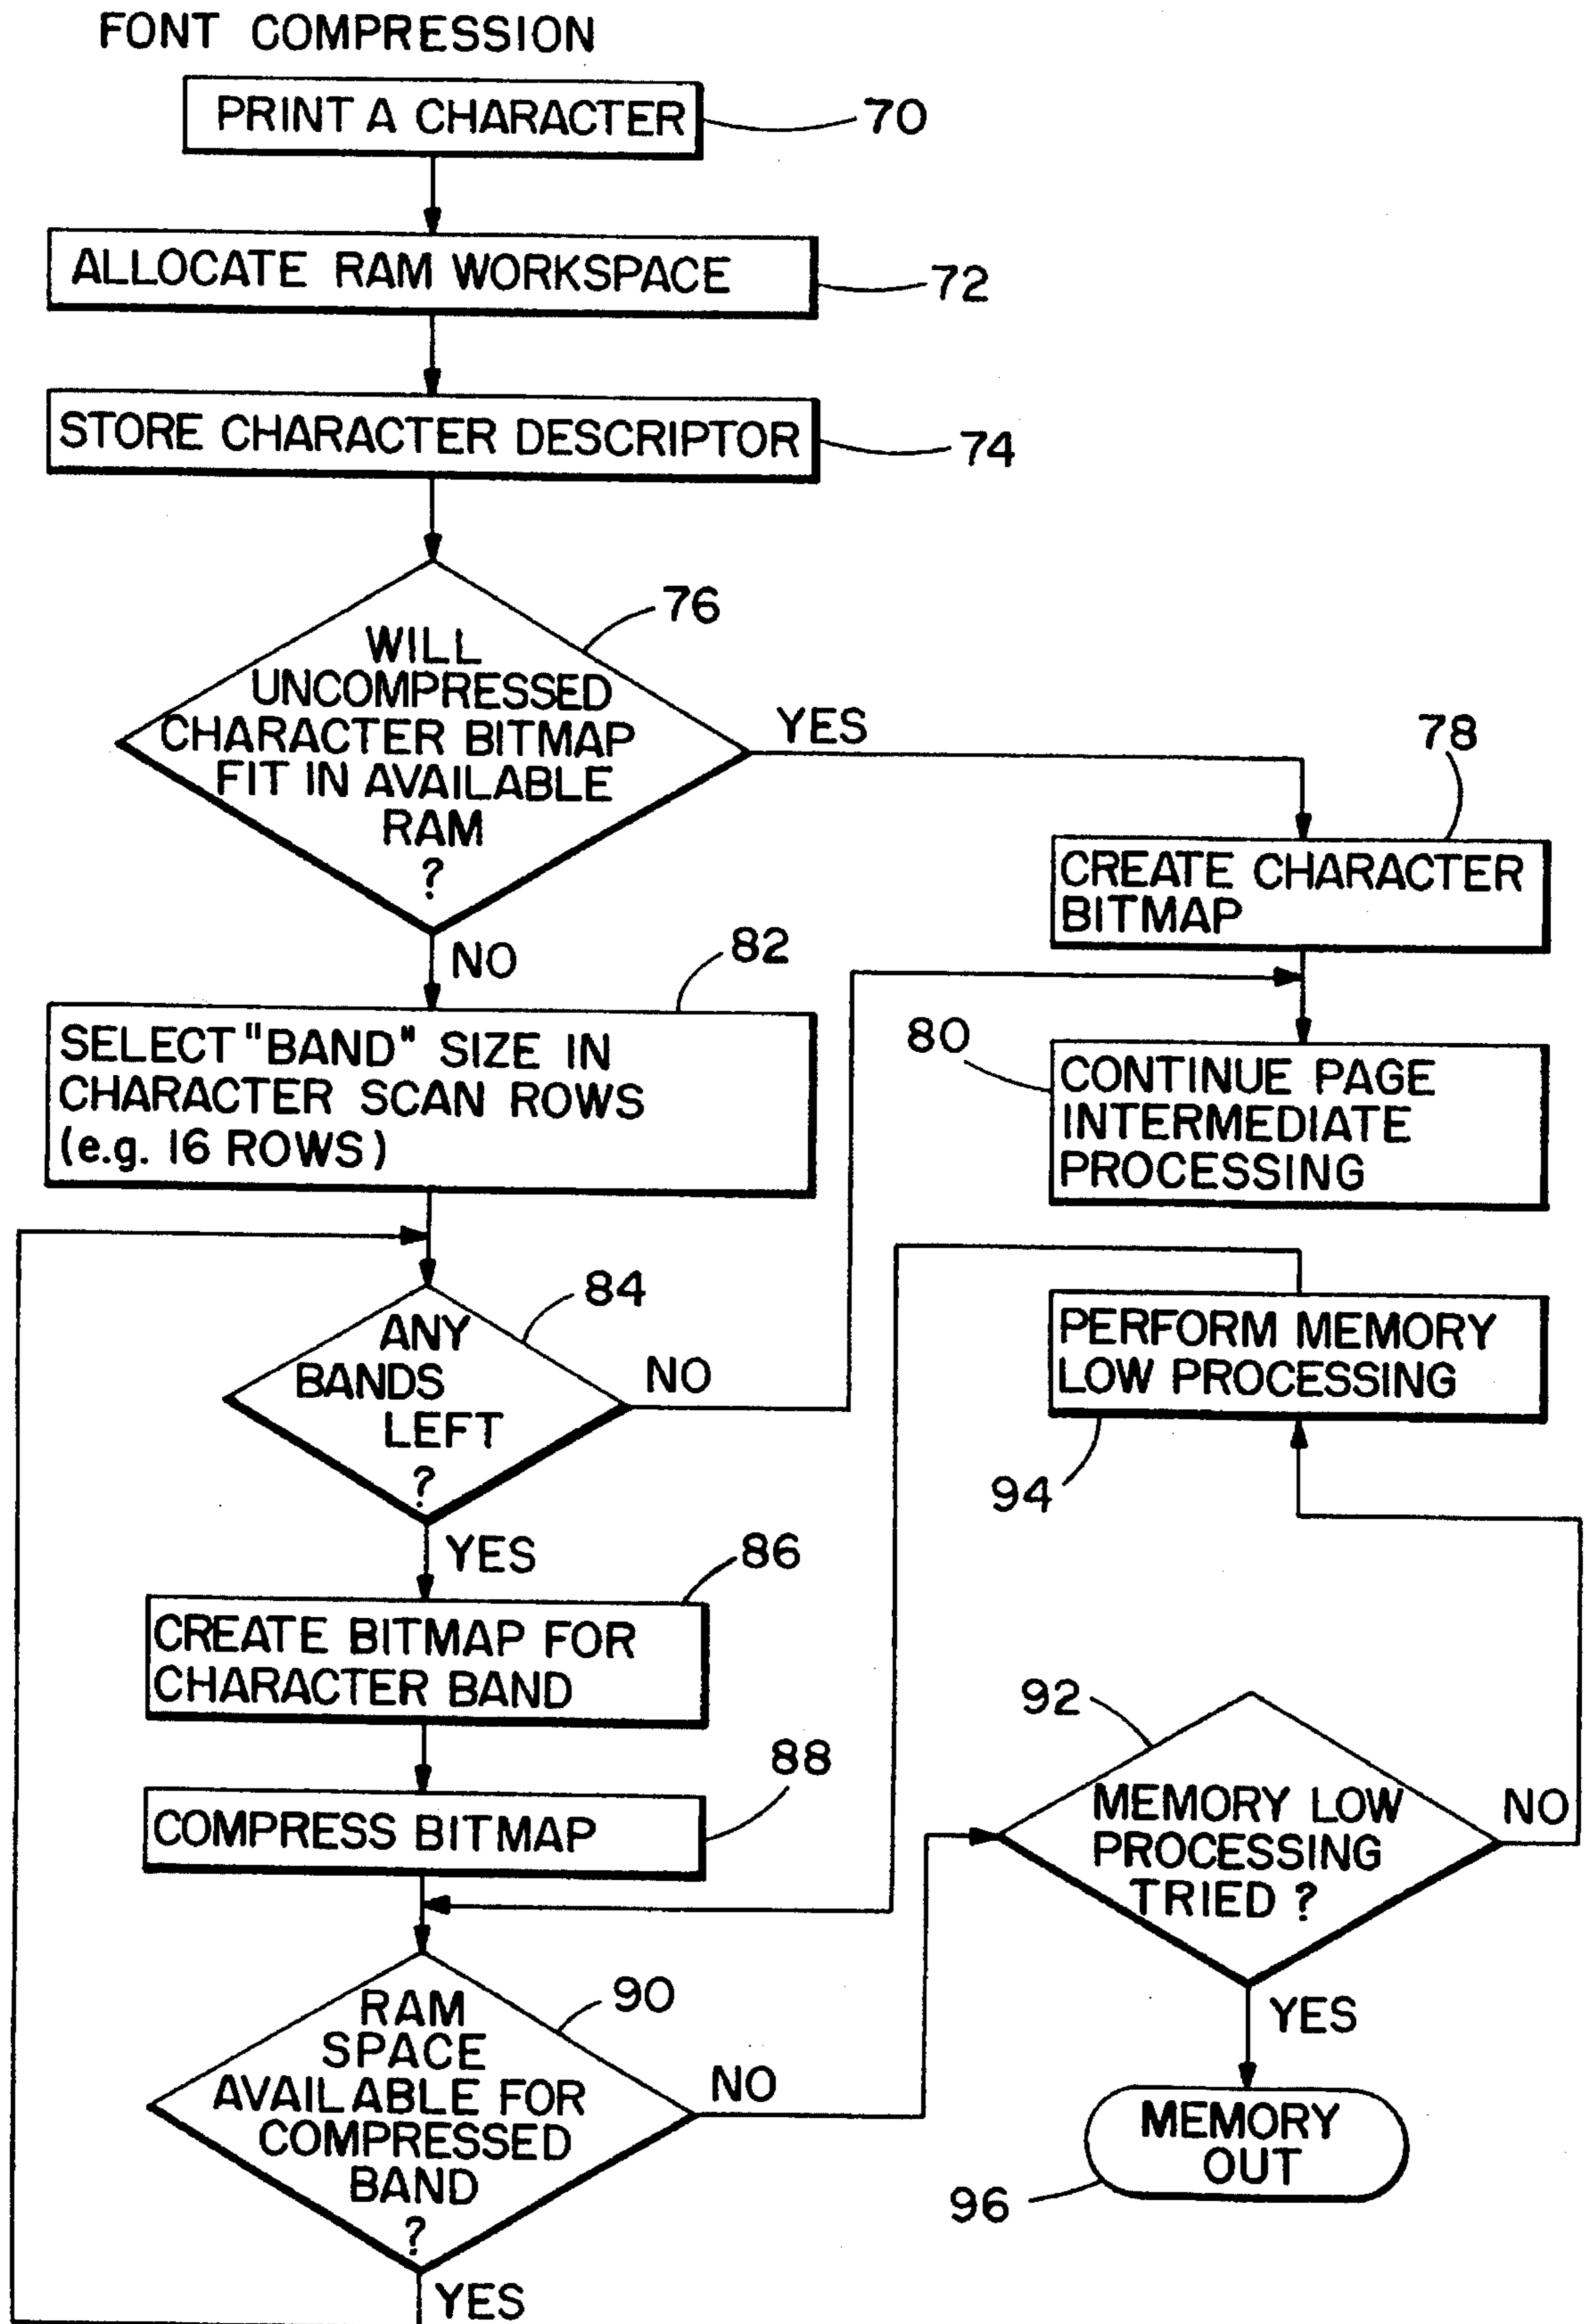 FONT COMPRESSION
PRINT A CHARACTER
70
ALLOCATE RAM WORKSPACE
72
STORE CHARACTER DESCRIPTOR
74
76
WILL
UNCOMPRESSED
CHARACTER BITMAP
FIT IN AVAILABLE
RAM
?
YES
78
CREATE CHARACTER
BITMAP
NO
82
SELECT "BAND" SIZE IN
CHARACTER SCAN ROWS
(e.g. 16 ROWS)
80
CONTINUE PAGE
INTERMEDIATE
PROCESSING
84
ANY
BANDS
LEFT
?
NO
PERFORM MEMORY
LOW PROCESSING
94
YES
86
CREATE BITMAP FOR
CHARACTER BAND
88
COMPRESS BITMAP
92
MEMORY LOW
PROCESSING
TRIED ?
NO
90
RAM
SPACE
AVAILABLE FOR
COMPRESSED
BAND
?
NO
YES
MEMORY
OUT
96
YES